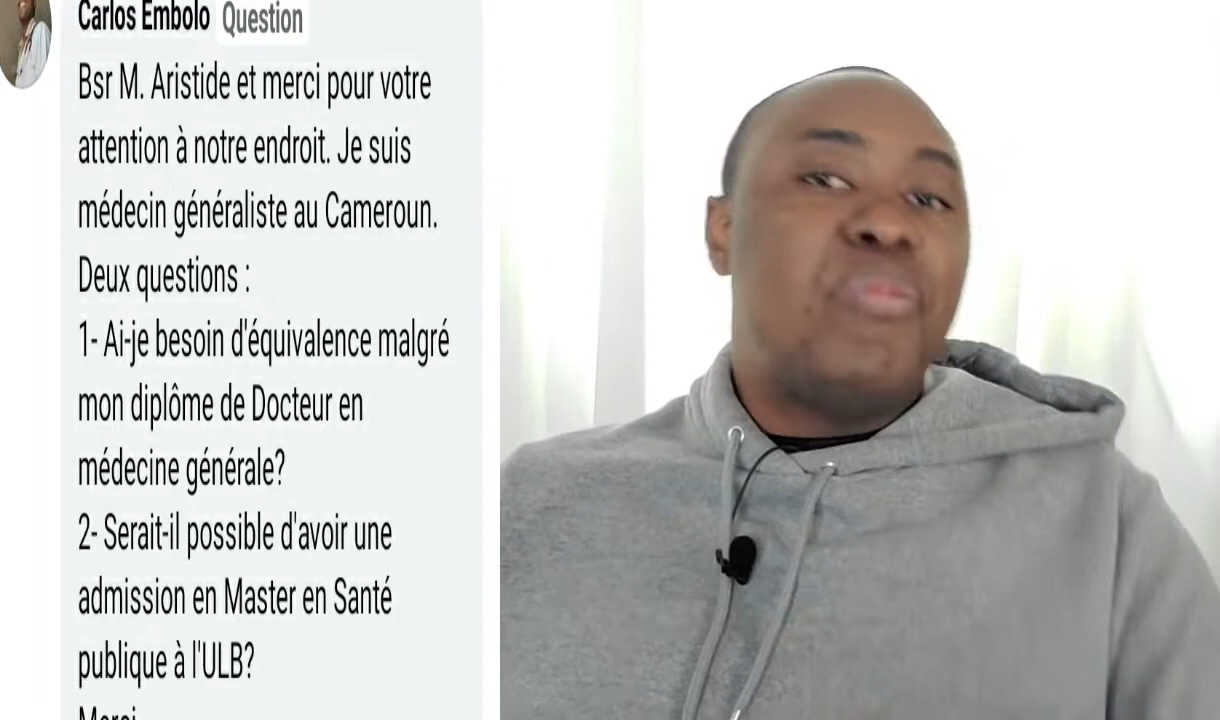 Carlos Embolo Question
Bsr M. Aristide et merci pour votre
attention à notre endroit. Je suis
médecin généraliste au Cameroun.
Deux questions :
1- Ai-je besoin d'équivalence malgré
mon diplôme de Docteur en
médecine générale?
2- Serait-il possible d'avoir une
admission en Master en Santé
publique à l'ULB?
Merci